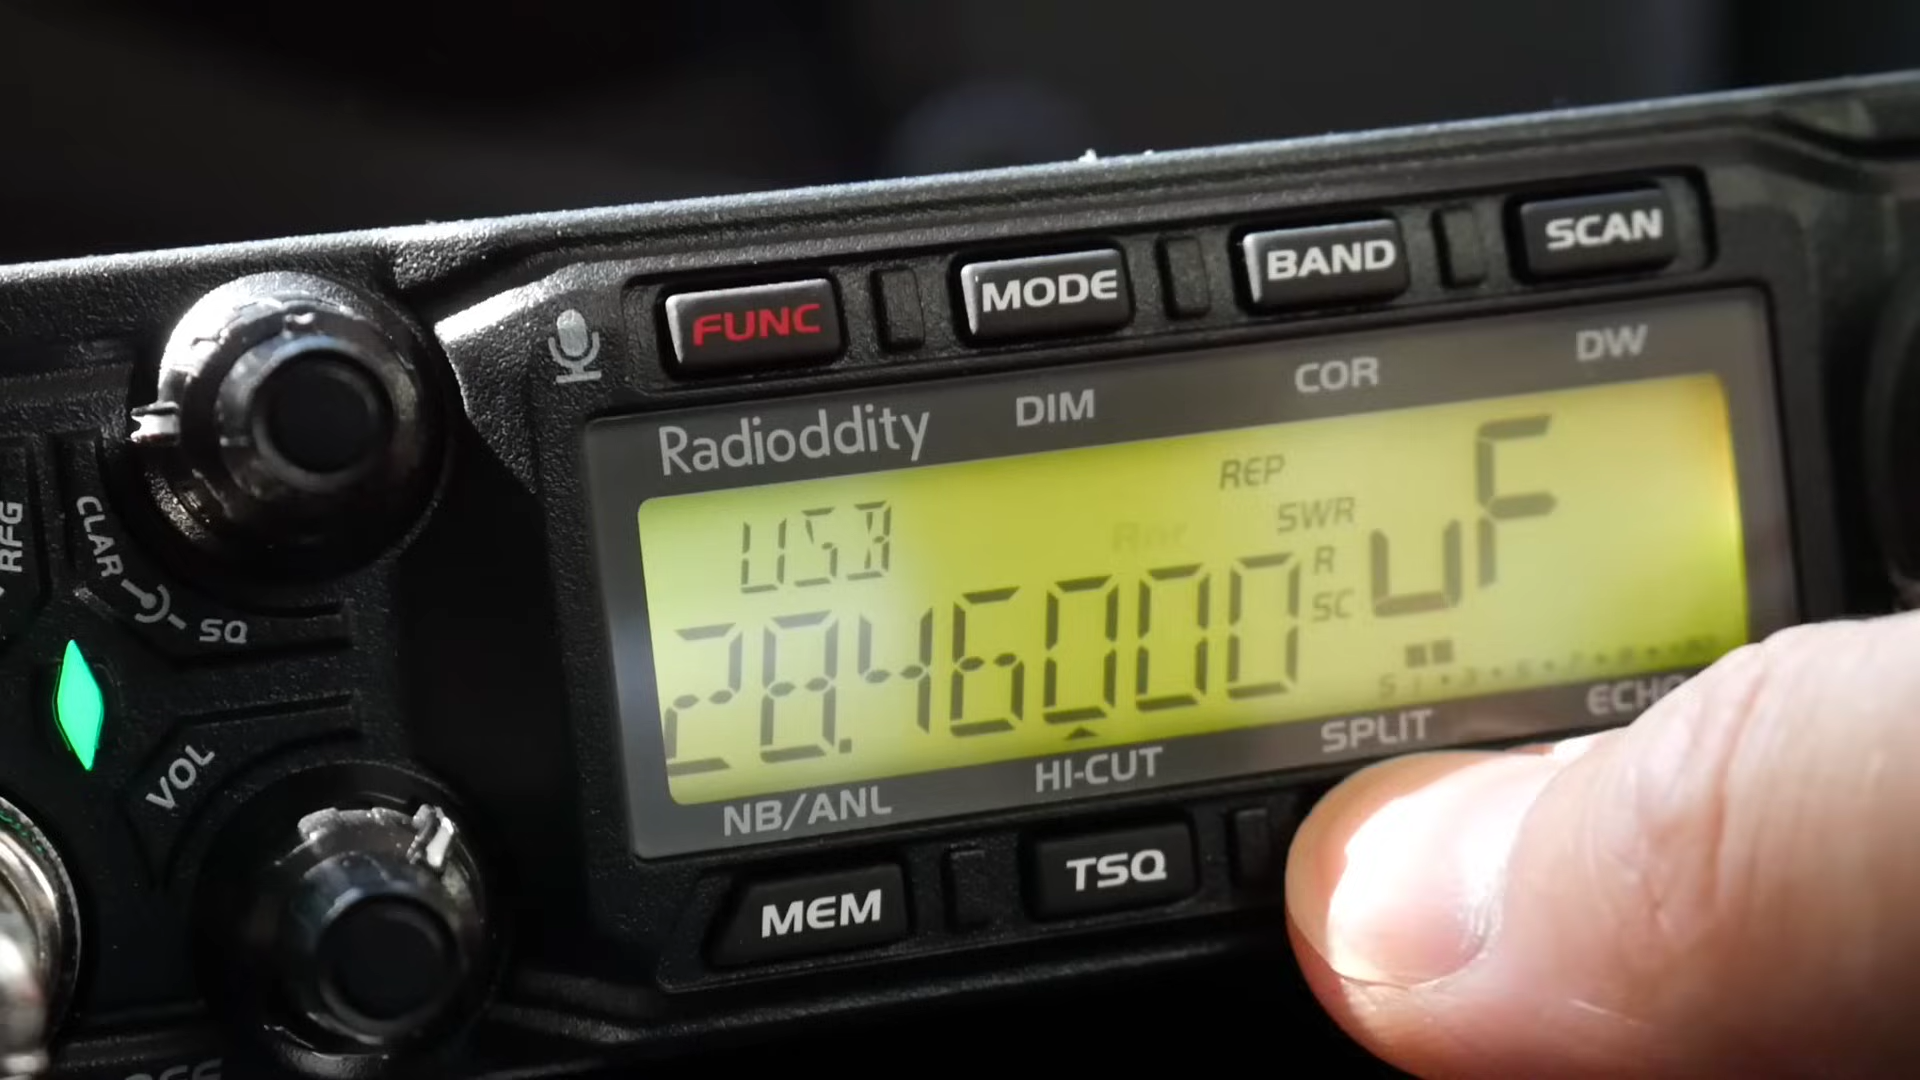 FUNC MODE BAND SCAN
Radioddity DIM COR DW
RFG
CLAR SQ
USB REP
SWR
28.46000 R
SC
uF
VOL
NB/ANL HI-CUT SPLIT ECHO
MEM TSQ